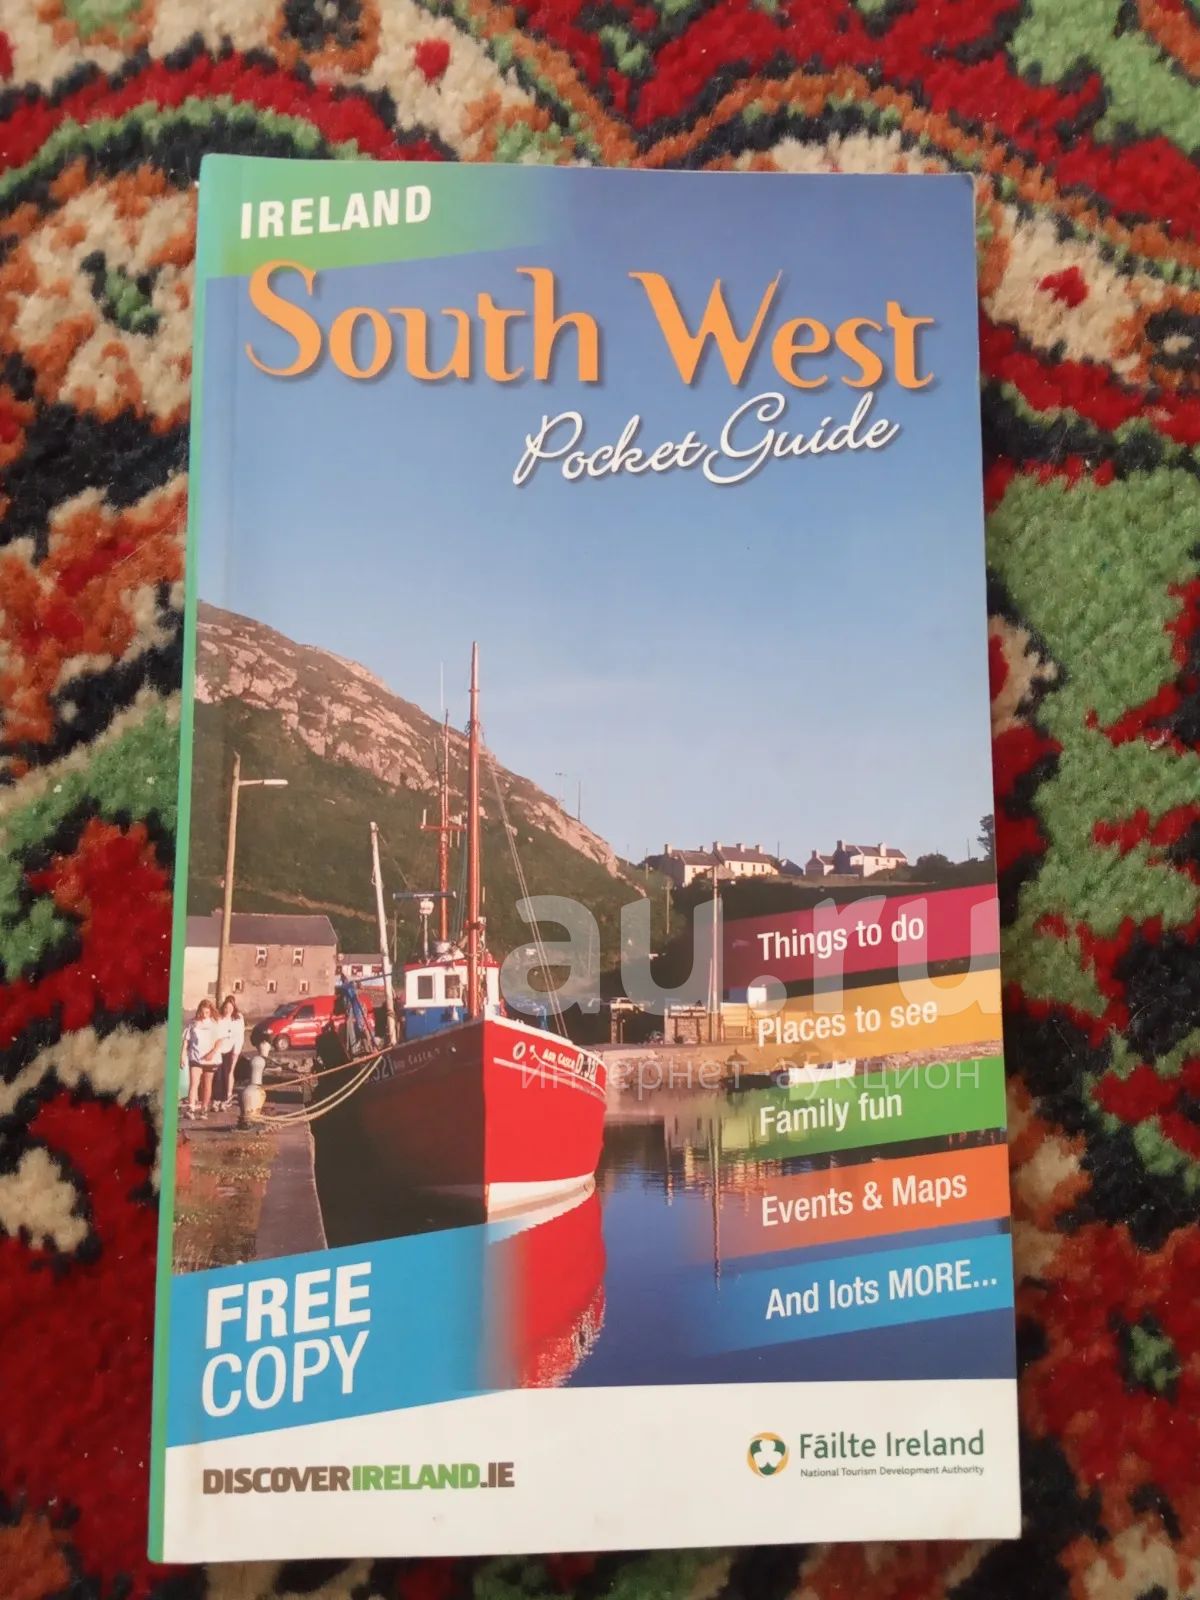 IRELAND
South West
Pocket Guide
au.ru
интернет-аукцион
Things to do
Places to see
Family fun
Events & Maps
And lots MORE...
FREE
COPY
DISCOVERIRELAND.IE
Fáilte Ireland
National Tourism Development Authority